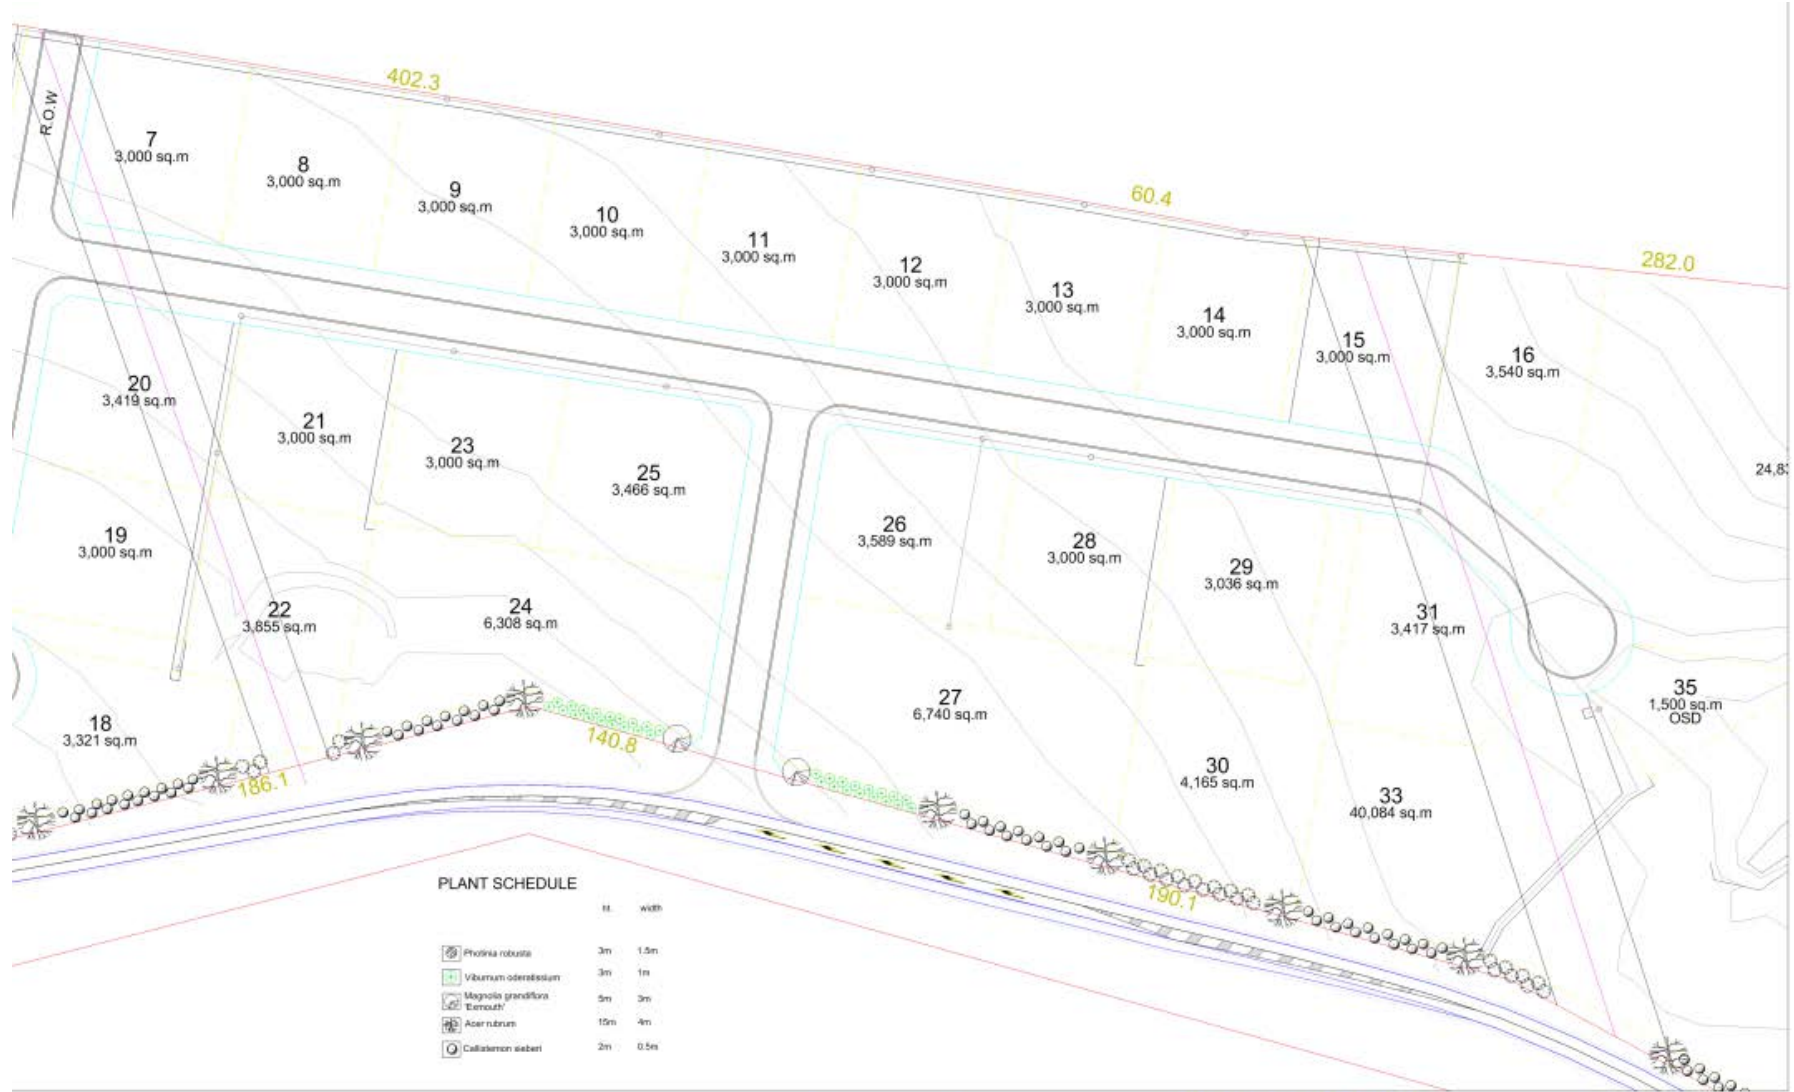 402.3
60.4
282.0
R.O.W
7
3,000 sq.m
8
3,000 sq.m
9
3,000 sq.m
10
3,000 sq.m
11
3,000 sq.m
12
3,000 sq.m
13
3,000 sq.m
14
3,000 sq.m
15
3,000 sq.m
16
3,540 sq.m
20
3,419 sq.m
21
3,000 sq.m
23
3,000 sq.m
25
3,466 sq.m
24,83
19
3,000 sq.m
26
3,589 sq.m
28
3,000 sq.m
29
3,036 sq.m
22
3,855 sq.m
24
6,308 sq.m
31
3,417 sq.m
18
3,321 sq.m
27
6,740 sq.m
35
1,500 sq.m
OSD
30
4,165 sq.m
33
40,084 sq.m
186.1
140.8
190.1
PLANT SCHEDULE
ht. width
Photinia robusta 3m 1.5m
Viburnum oderatissium 3m 1m
Magnolia grandiflora
'Exmouth' 5m 3m
Acer rubrum 15m 4m
Callistemon sieberi 2m 0.5m